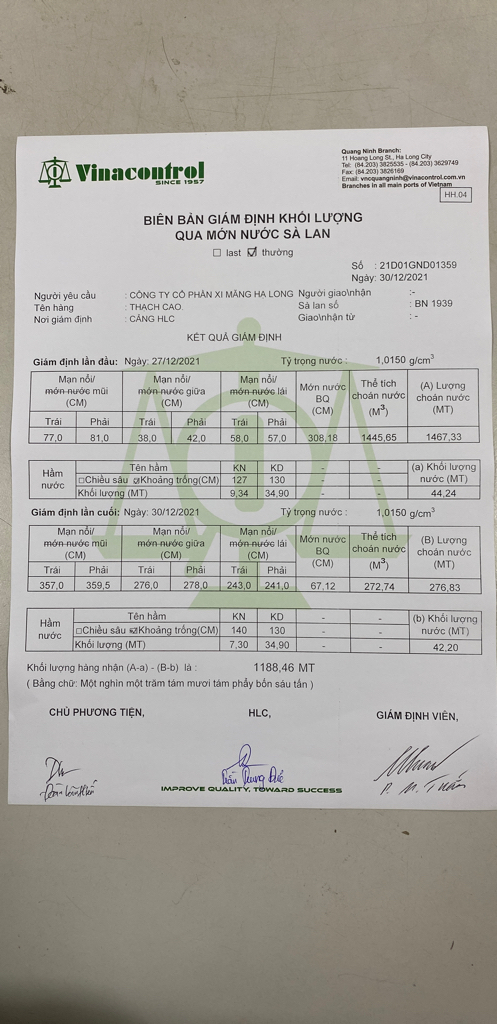 Vinacontrol
SINCE 1957
Quang Ninh Branch:
11 Hoang Long St., Ha Long City
Tel: (84.203) 3825535 - (84.203) 3629749
Fax: (84.203) 3826169
Email: vncquangninh@vinacontrol.com.vn
Branches in all main ports of Vietnam
HH.04
BIÊN BẢN GIÁM ĐỊNH KHỐI LƯỢNG
QUA MỚN NƯỚC SÀ LAN
☐ last ☑ thường
Số : 21D01GND01359
Ngày: 30/12/2021
Người yêu cầu : CÔNG TY CỔ PHẦN XI MĂNG HẠ LONG Người giao\nhận :-
Tên hàng : THẠCH CAO. Sà lan số : BN 1939
Nơi giám định : CẢNG HLC Giao\nhận từ : -
KẾT QUẢ GIÁM ĐỊNH
Giám định lần đầu: Ngày: 27/12/2021 Tỷ trọng nước : 1,0150 g/cm³
Mạn nổi/ mớn nước mũi (CM) Mạn nổi/ mớn nước giữa (CM) Mạn nổi/ mớn nước lái (CM) Mớn nước BQ (CM) Thể tích choán nước (M³) (A) Lượng choán nước (MT)
Trái Phải Trái Phải Trái Phải
77,0 81,0 38,0 42,0 58,0 57,0 308,18 1445,65 1467,33
Hầm nước Tên hầm KN KD - - (a) Khối lượng nước (MT)
☐Chiều sâu ☑Khoảng trống(CM) 127 130 - -
Khối lượng (MT) 9,34 34,90 - - 44,24
Giám định lần cuối: Ngày: 30/12/2021 Tỷ trọng nước : 1,0150 g/cm³
Mạn nổi/ mớn nước mũi (CM) Mạn nổi/ mớn nước giữa (CM) Mạn nổi/ mớn nước lái (CM) Mớn nước BQ (CM) Thể tích choán nước (M³) (B) Lượng choán nước (MT)
Trái Phải Trái Phải Trái Phải
357,0 359,5 276,0 278,0 243,0 241,0 67,12 272,74 276,83
Hầm nước Tên hầm KN KD - - (b) Khối lượng nước (MT)
☐Chiều sâu ☑Khoảng trống(CM) 140 130 - -
Khối lượng (MT) 7,30 34,90 - - 42,20
Khối lượng hàng nhận (A-a) - (B-b) là : 1188,46 MT
( Bằng chữ: Một nghìn một trăm tám mươi tám phẩy bốn sáu tấn )
CHỦ PHƯƠNG TIỆN, HLC, GIÁM ĐỊNH VIÊN,
P. M. Tuấn
IMPROVE QUALITY, TOWARD SUCCESS